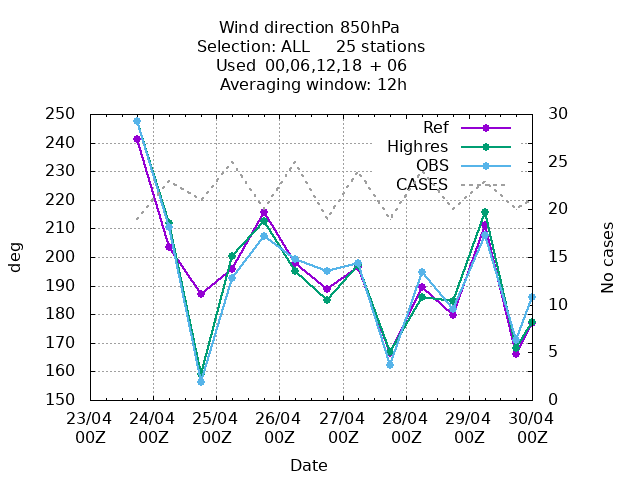 Wind direction 850hPa
Selection: ALL 25 stations
Used 00,06,12,18 + 06
Averaging window: 12h
250
240
230
220
210
200
190
180
170
160
150
deg
30
25
20
15
10
5
0
No cases
Ref
Highres
OBS
CASES
23/04 24/04 25/04 26/04 27/04 28/04 29/04 30/04
00Z 00Z 00Z 00Z 00Z 00Z 00Z 00Z
Date